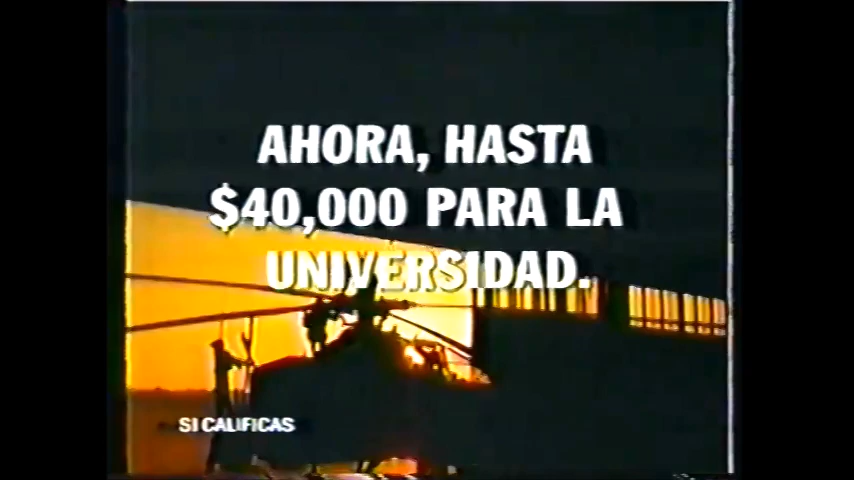 AHORA, HASTA
$40,000 PARA LA
UNIVERSIDAD.
SI CALIFICAS